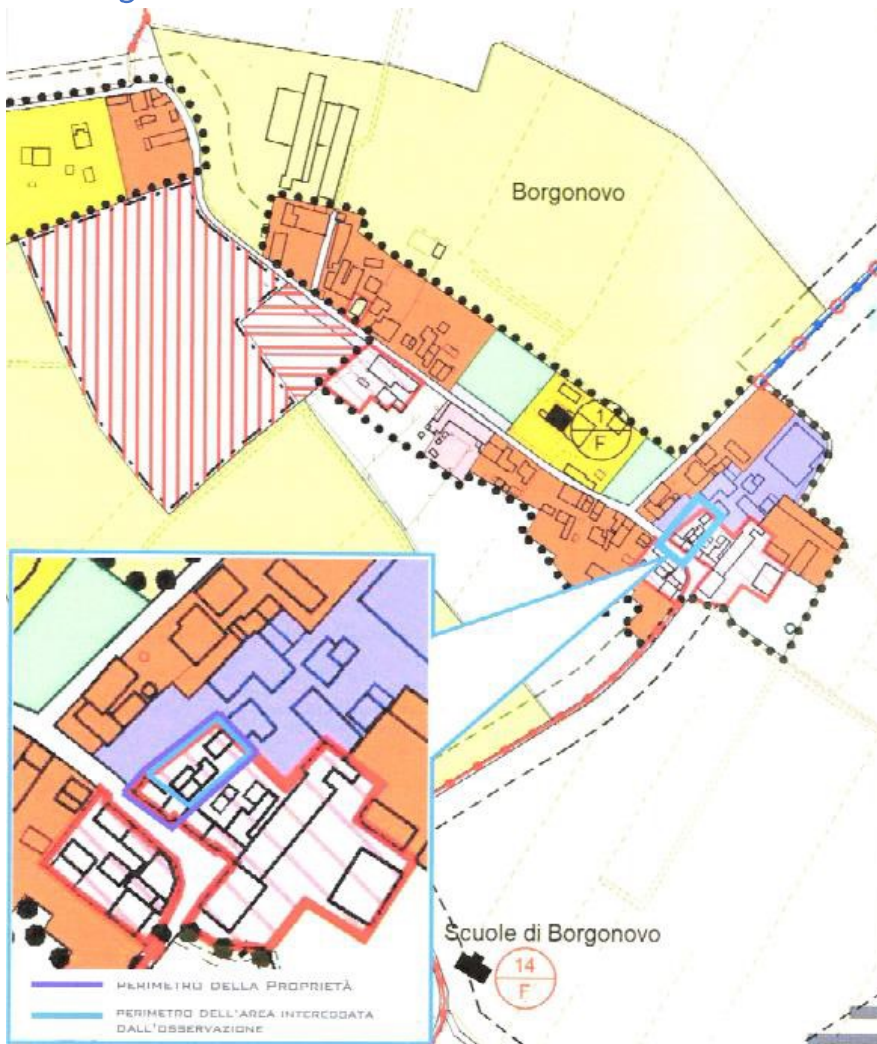 Borgonovo
1
F
Scuole di Borgonovo
14
F
PERIMETRO DELLA PROPRIETÀ
PERIMETRO DELL'AREA INTERCODATA
DALL'OSSERVAZIONE